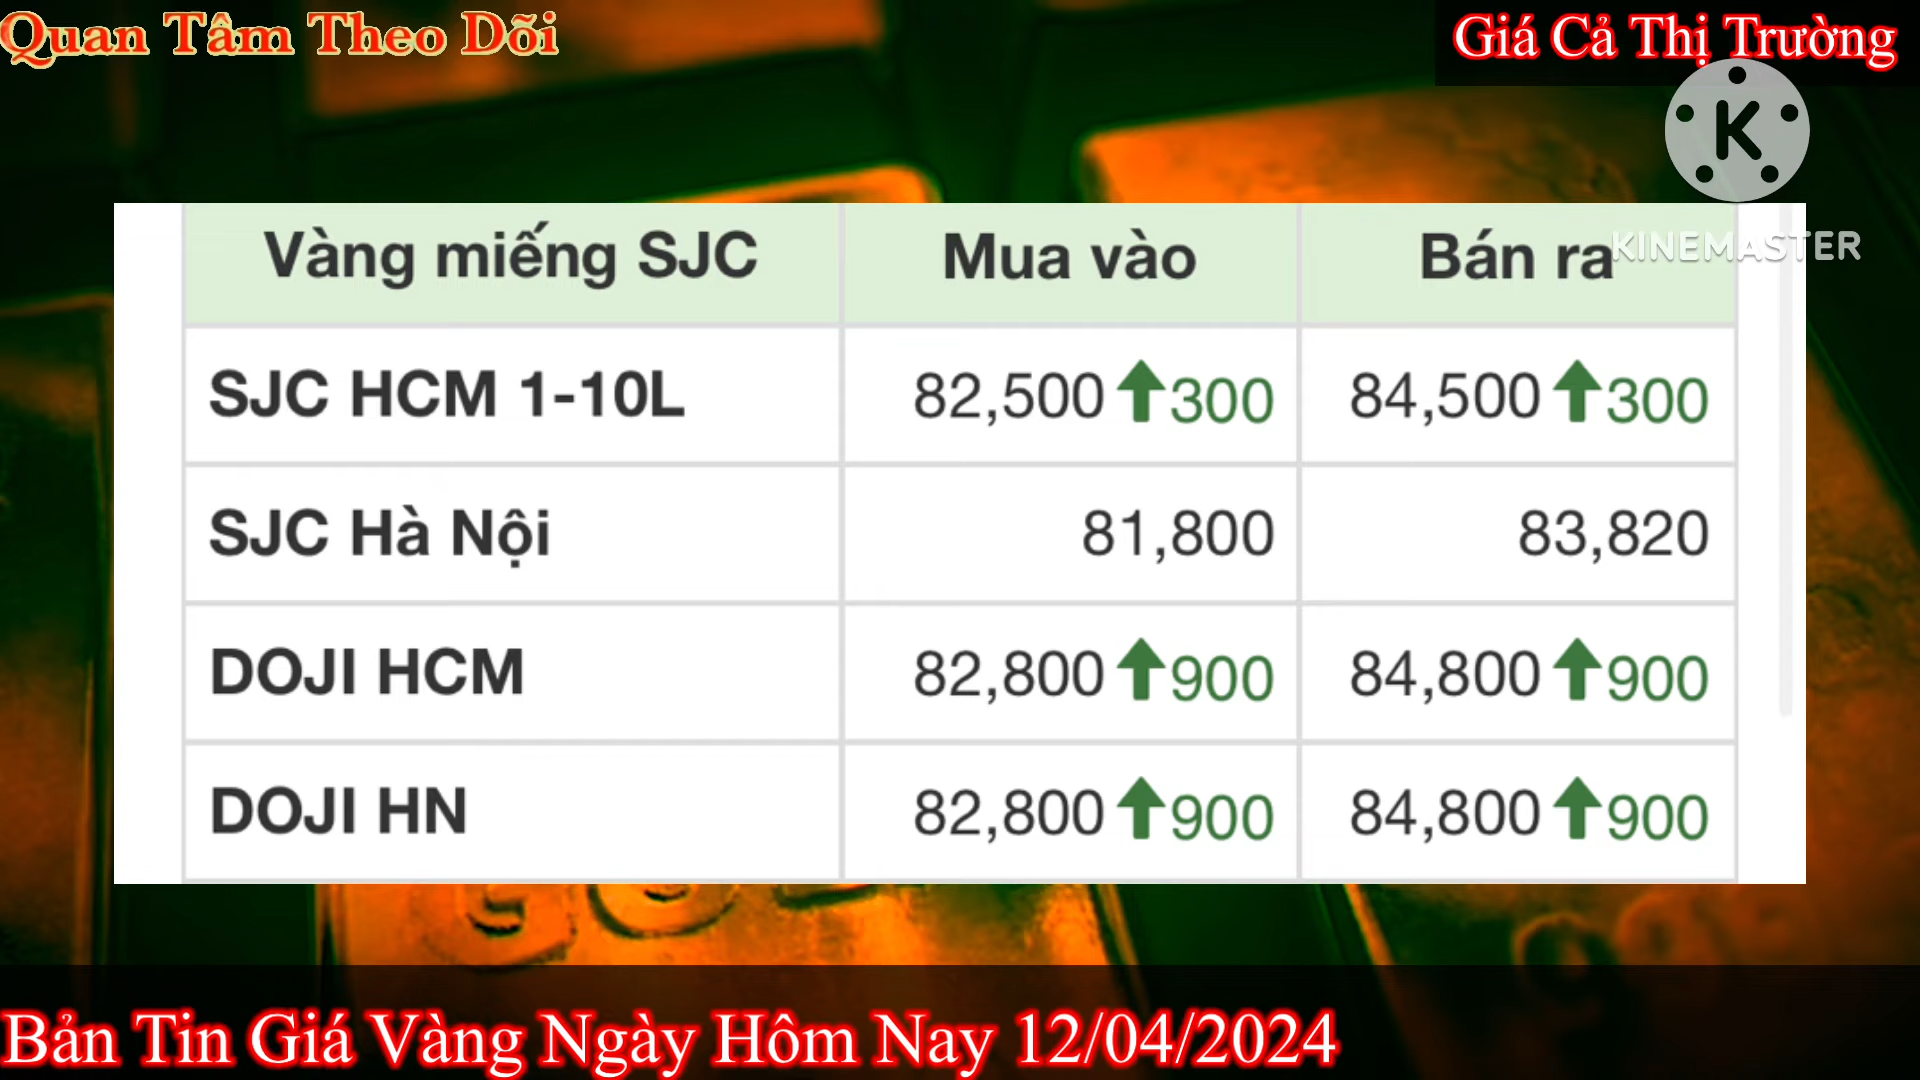 Quan Tâm Theo Dõi
Giá Cả Thị Trường
K
KINEMASTER
Vàng miếng SJC Mua vào Bán ra
SJC HCM 1-10L 82,500 300 84,500 300
SJC Hà Nội 81,800 83,820
DOJI HCM 82,800 900 84,800 900
DOJI HN 82,800 900 84,800 900
Bản Tin Giá Vàng Ngày Hôm Nay 12/04/2024